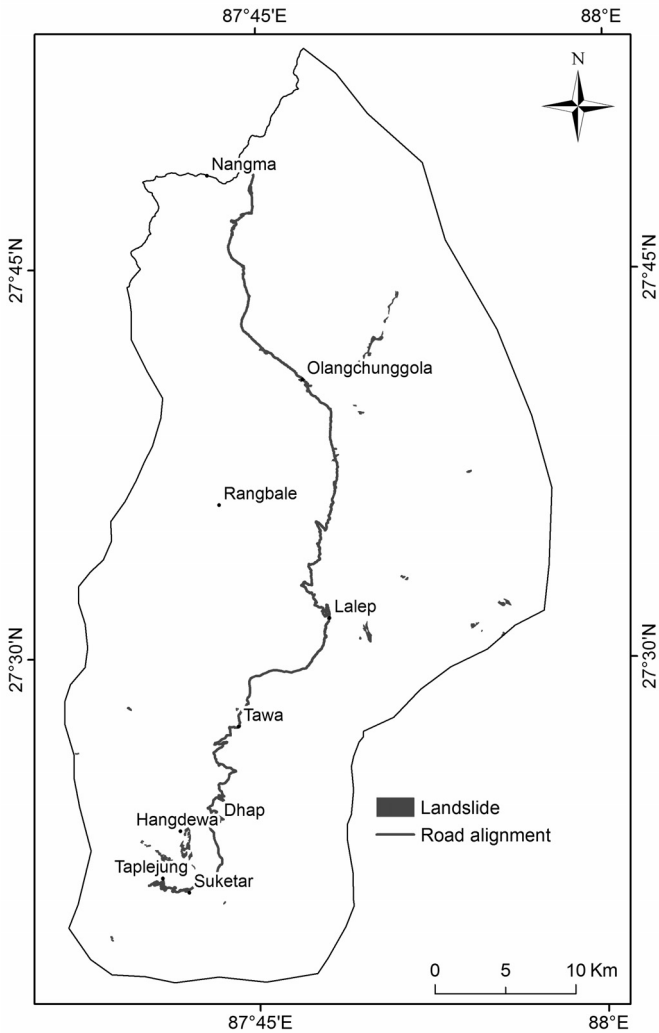 87°45'E 88°E
N
Nangma
27°45'N 27°45'N
Olangchunggola
Rangbale
Lalep
27°30'N 27°30'N
Tawa
Dhap
Hangdewa
Landslide
Road alignment
Taplejung
Suketar
0 5 10 Km
87°45'E 88°E